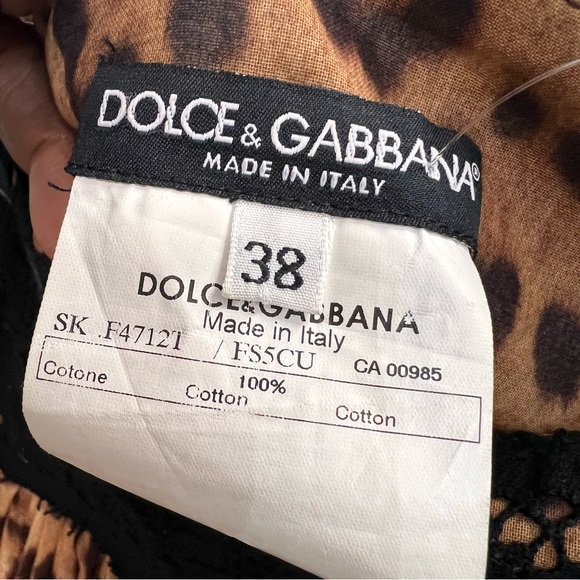 DOLCE & GABBANA®
MADE IN ITALY
38
DOLCE&GABBANA
Made in Italy
SK F4712T / FS5CU CA 00985
100%
Cotone Cotton Cotton